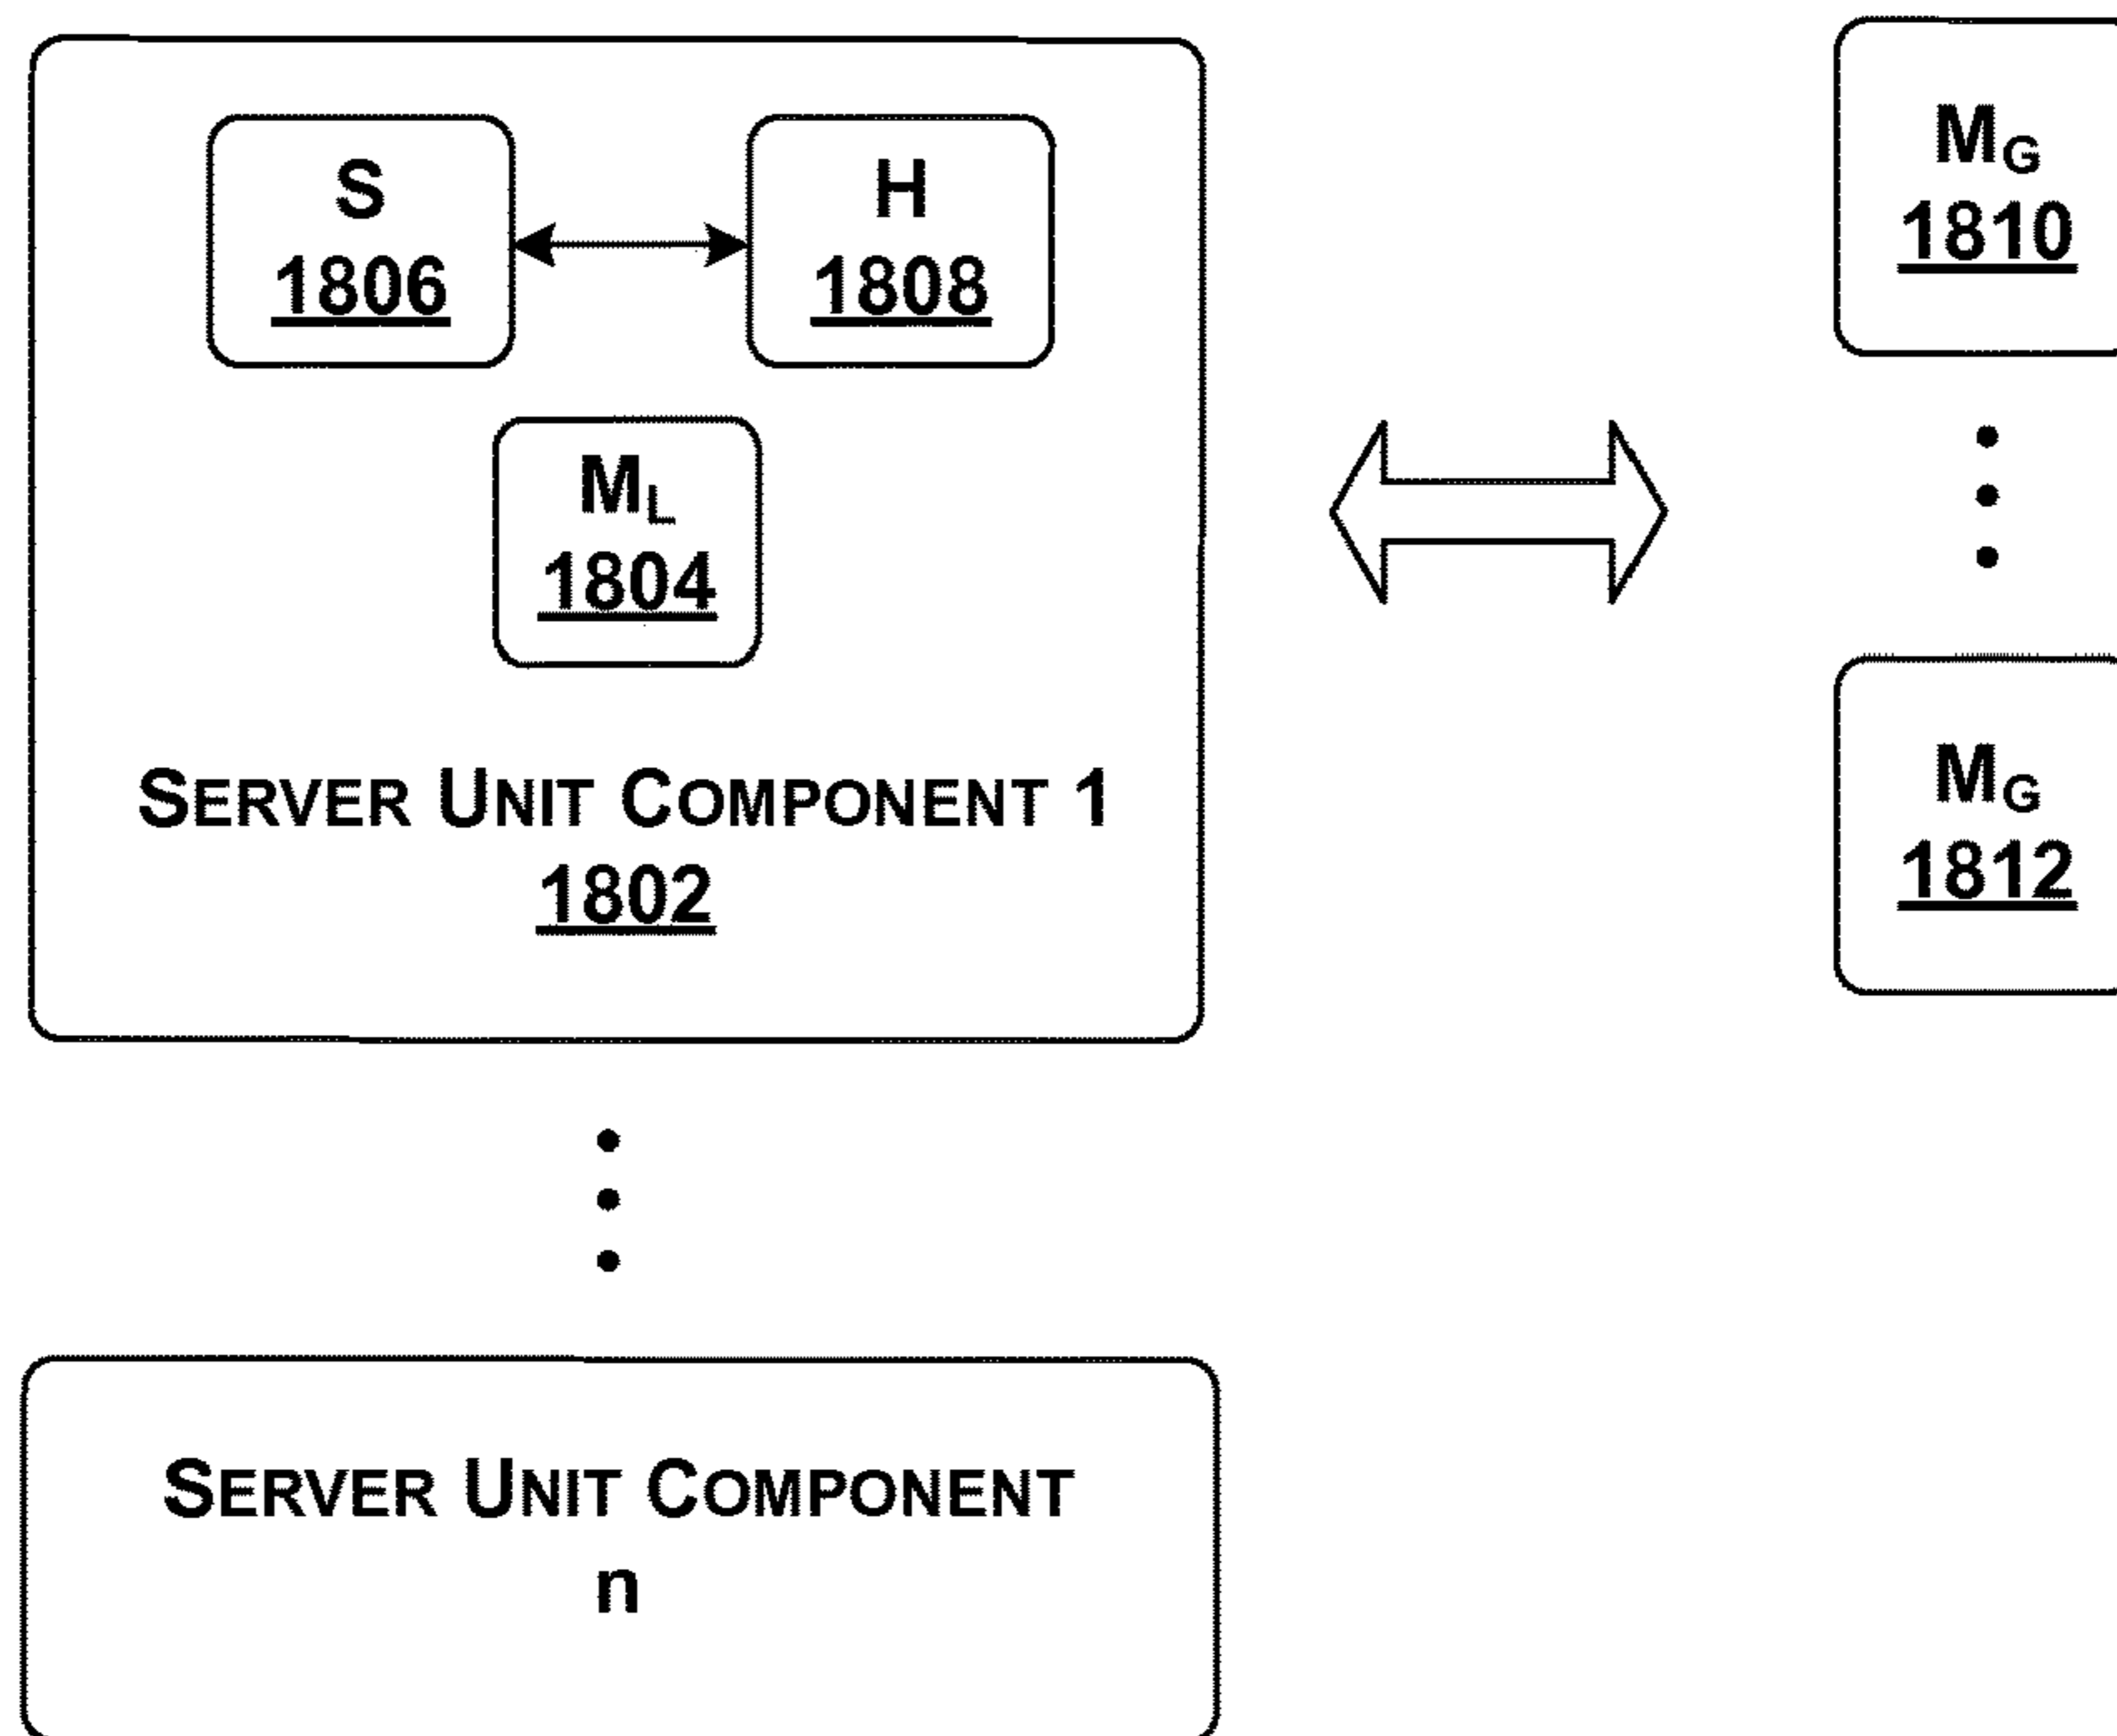 S
1806
H
1808
ML
1804
SERVER UNIT COMPONENT 1
1802
MG
1810
MG
1812
SERVER UNIT COMPONENT
n